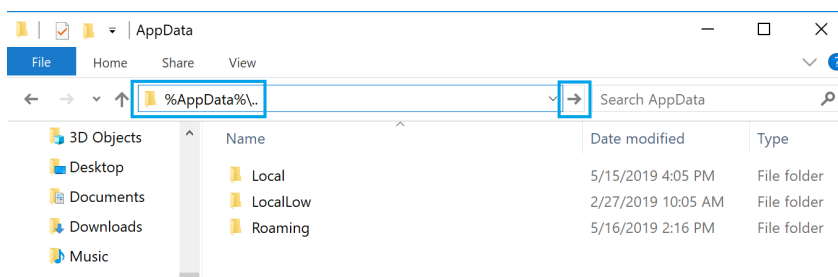 AppData
File Home Share View
%AppData%\.. Search AppData
3D Objects Name Date modified Type
Desktop Local 5/15/2019 4:05 PM File folder
Documents LocalLow 2/27/2019 10:05 AM File folder
Downloads Roaming 5/16/2019 2:16 PM File folder
Music